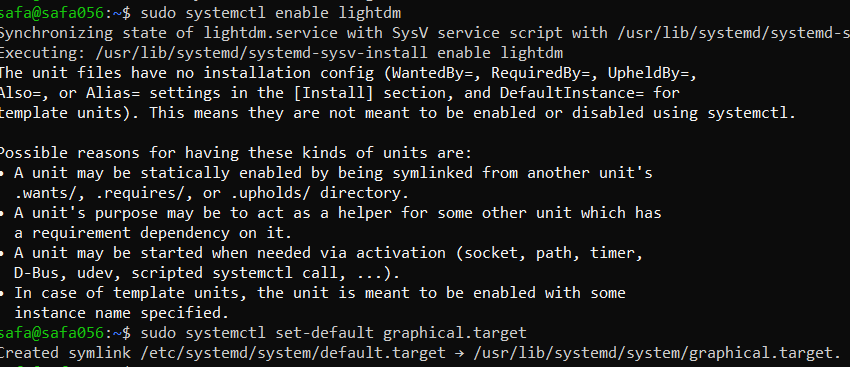 safa@safa056:~$ sudo systemctl enable lightdm
Synchronizing state of lightdm.service with SysV service script with /usr/lib/systemd/systemd-s
Executing: /usr/lib/systemd/systemd-sysv-install enable lightdm
The unit files have no installation config (WantedBy=, RequiredBy=, UpheldBy=,
Also=, or Alias= settings in the [Install] section, and DefaultInstance= for
template units). This means they are not meant to be enabled or disabled using systemctl.

Possible reasons for having these kinds of units are:
• A unit may be statically enabled by being symlinked from another unit's
  .wants/, .requires/, or .upholds/ directory.
• A unit's purpose may be to act as a helper for some other unit which has
  a requirement dependency on it.
• A unit may be started when needed via activation (socket, path, timer,
  D-Bus, udev, scripted systemctl call, ...).
• In case of template units, the unit is meant to be enabled with some
  instance name specified.
safa@safa056:~$ sudo systemctl set-default graphical.target
Created symlink /etc/systemd/system/default.target → /usr/lib/systemd/system/graphical.target.